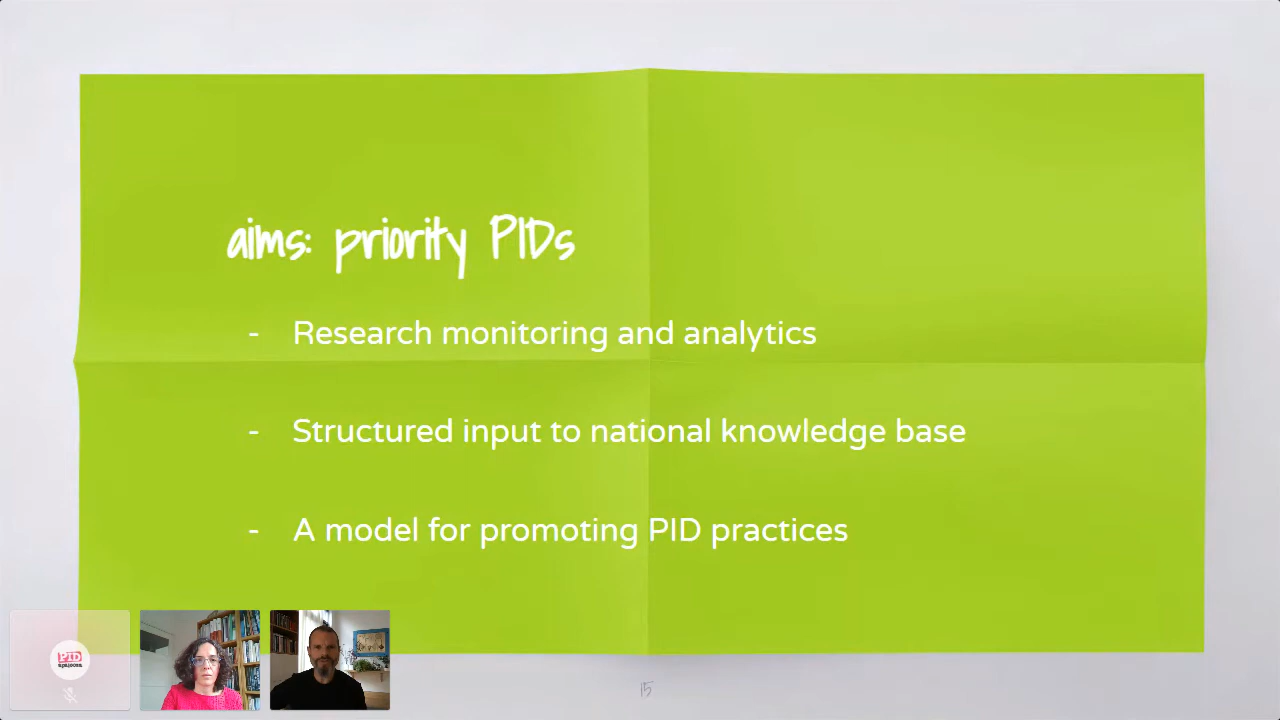 aims: priority PIDs
- Research monitoring and analytics
- Structured input to national knowledge base
- A model for promoting PID practices
PID
15